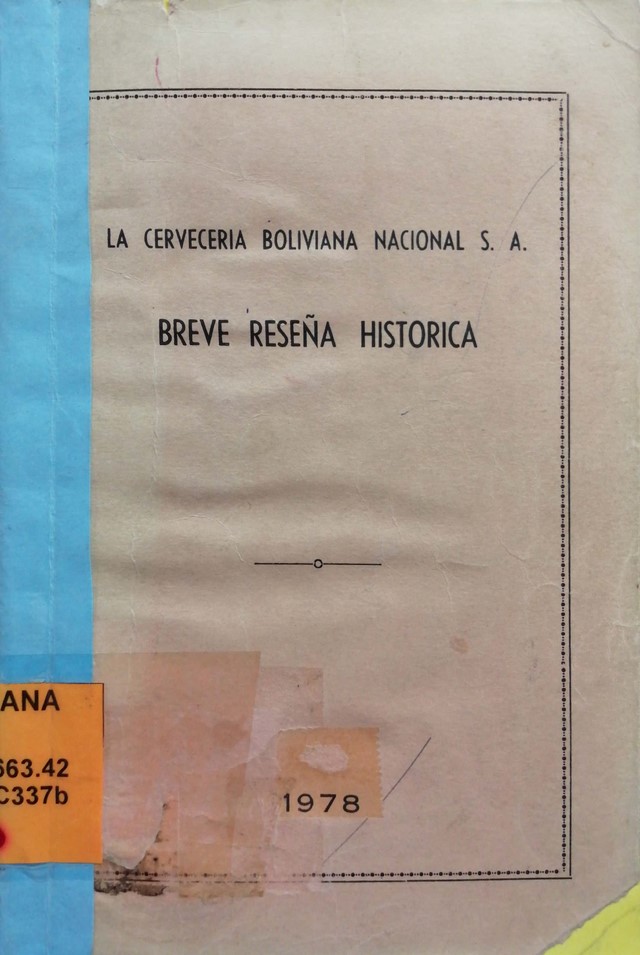 LA CERVECERIA BOLIVIANA NACIONAL S. A.
BREVE RESEÑA HISTORICA
ANA
663.42
C337b
1978